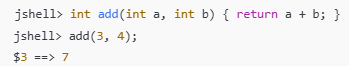 jshell> int add(int a, int b) { return a + b; }
jshell> add(3, 4);
$3 ==> 7